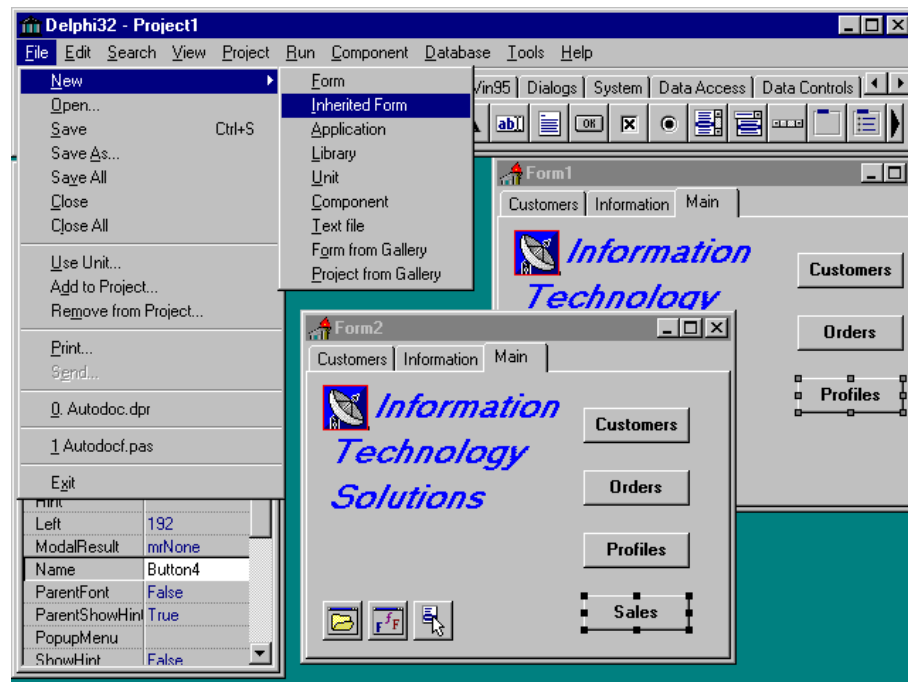 Delphi32 - Project1
File Edit Search View Project Run Component Database Tools Help
New
Open...
Save Ctrl+S
Save As...
Save All
Close
Close All
Use Unit...
Add to Project...
Remove from Project...
Print...
Send...
0. Autodoc.dpr
1 Autodocf.pas
Exit
Form
Inherited Form
Application
Library
Unit
Component
Text file
Form from Gallery
Project from Gallery
Dialogs System Data Access Data Controls
abI OK
Form1
Customers Information Main
Information
Technology
Customers
Orders
Profiles
Form2
Customers Information Main
Information
Technology
Solutions
Customers
Orders
Profiles
Sales
Left 192
ModalResult mrNone
Name Button4
ParentFont False
ParentShowHint True
PopupMenu
ShowHint False